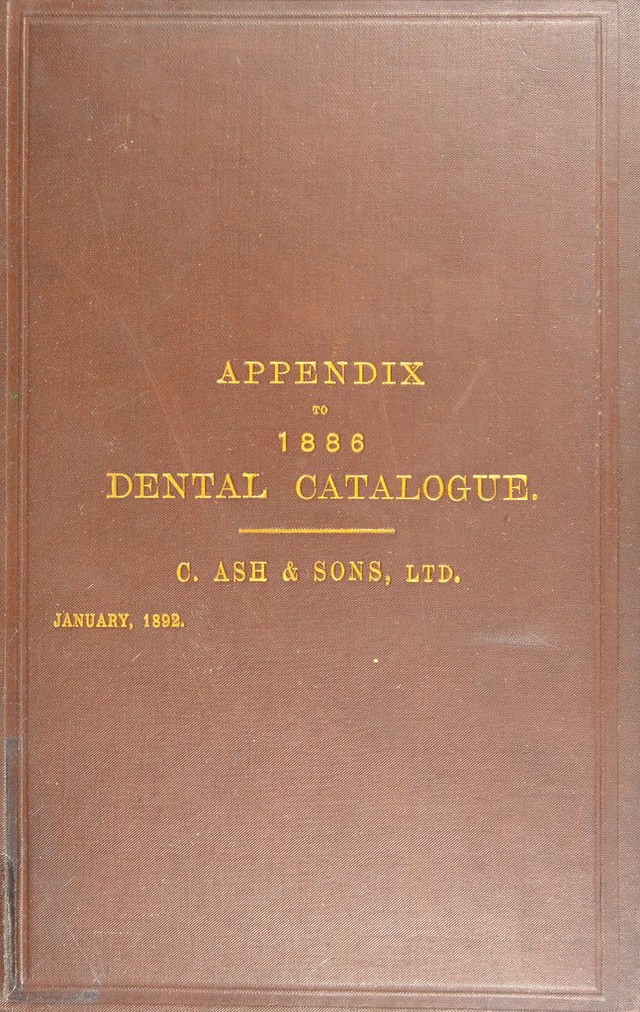 APPENDIX
TO
1886
DENTAL CATALOGUE.
C. ASH & SONS, LTD.
JANUARY, 1892.